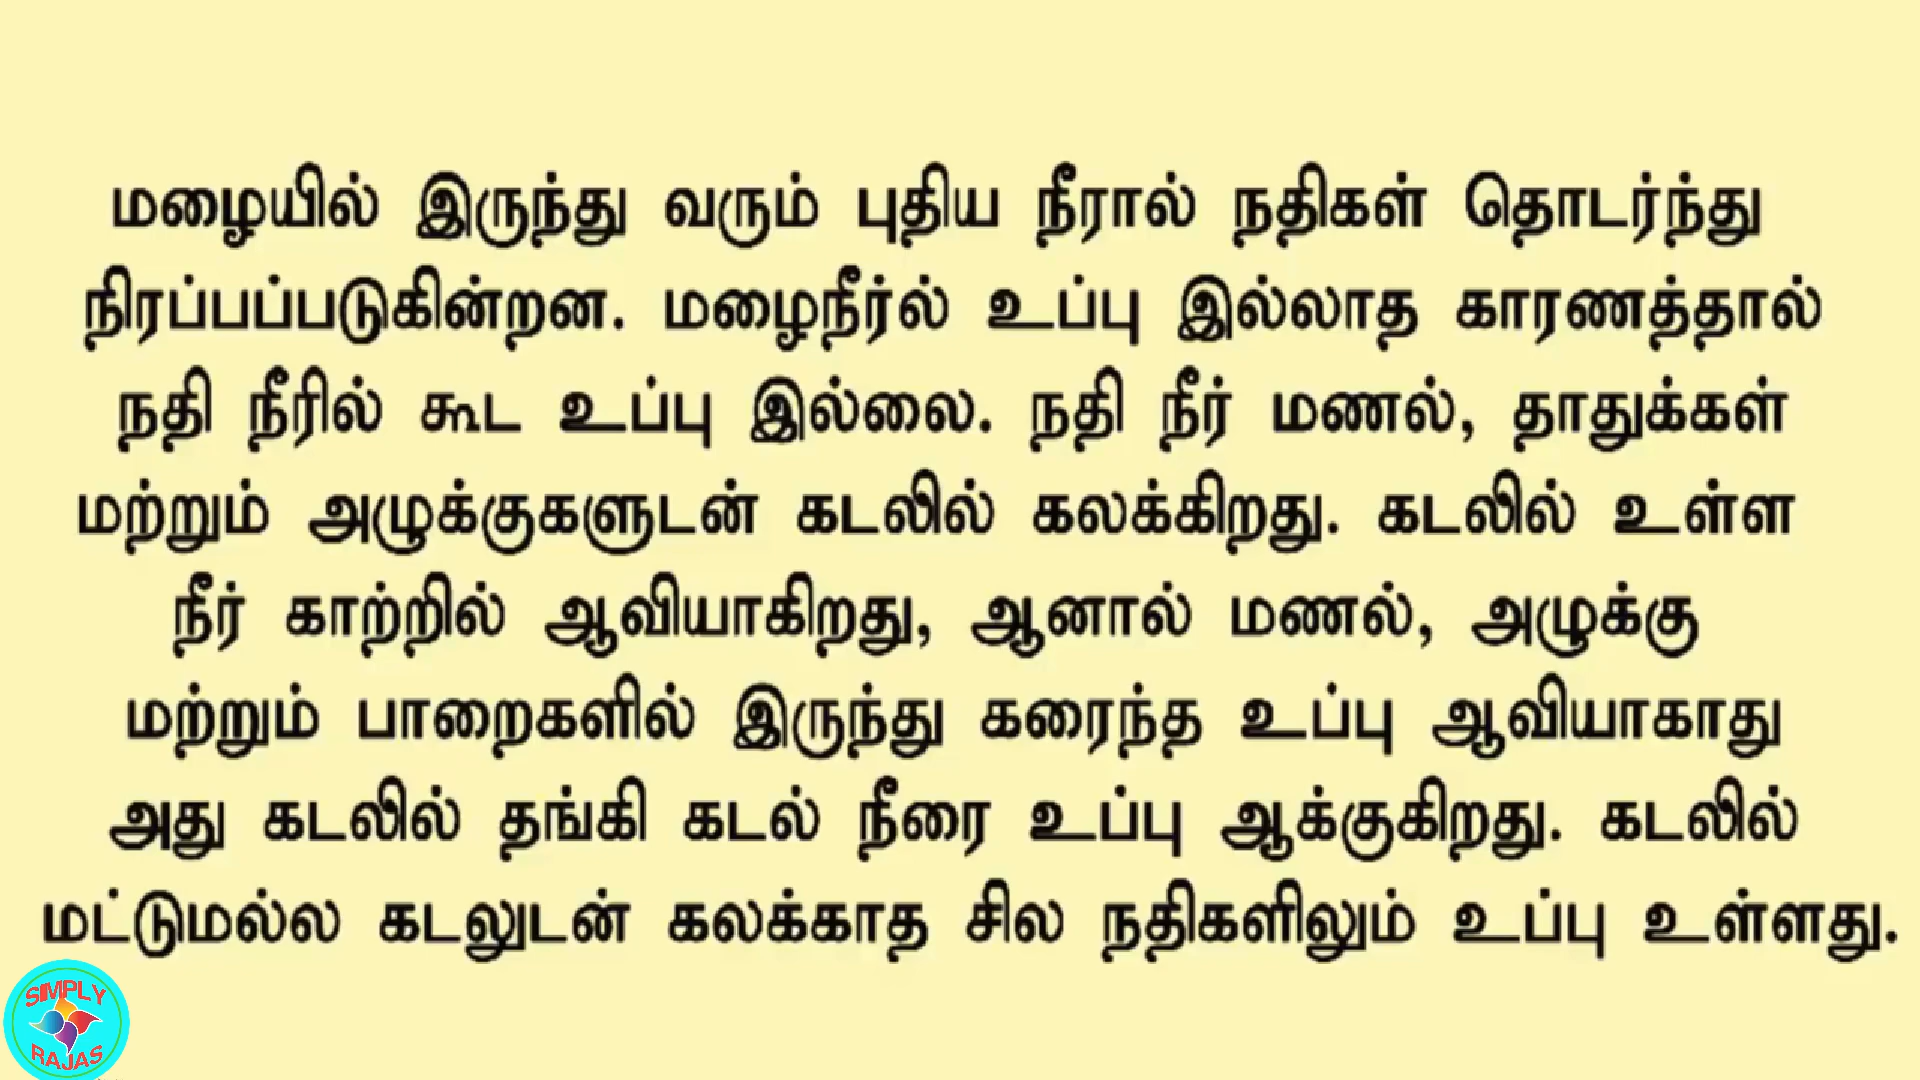 மழையில் இருந்து வரும் புதிய நீரால் நதிகள் தொடர்ந்து
நிரப்பப்படுகின்றன. மழைநீர்ல் உப்பு இல்லாத காரணத்தால்
நதி நீரில் கூட உப்பு இல்லை. நதி நீர் மணல், தாதுக்கள்
மற்றும் அழுக்குகளுடன் கடலில் கலக்கிறது. கடலில் உள்ள
நீர் காற்றில் ஆவியாகிறது, ஆனால் மணல், அழுக்கு
மற்றும் பாறைகளில் இருந்து கரைந்த உப்பு ஆவியாகாது
அது கடலில் தங்கி கடல் நீரை உப்பு ஆக்குகிறது. கடலில்
மட்டுமல்ல கடலுடன் கலக்காத சில நதிகளிலும் உப்பு உள்ளது.
SIMPLY
RAJAS